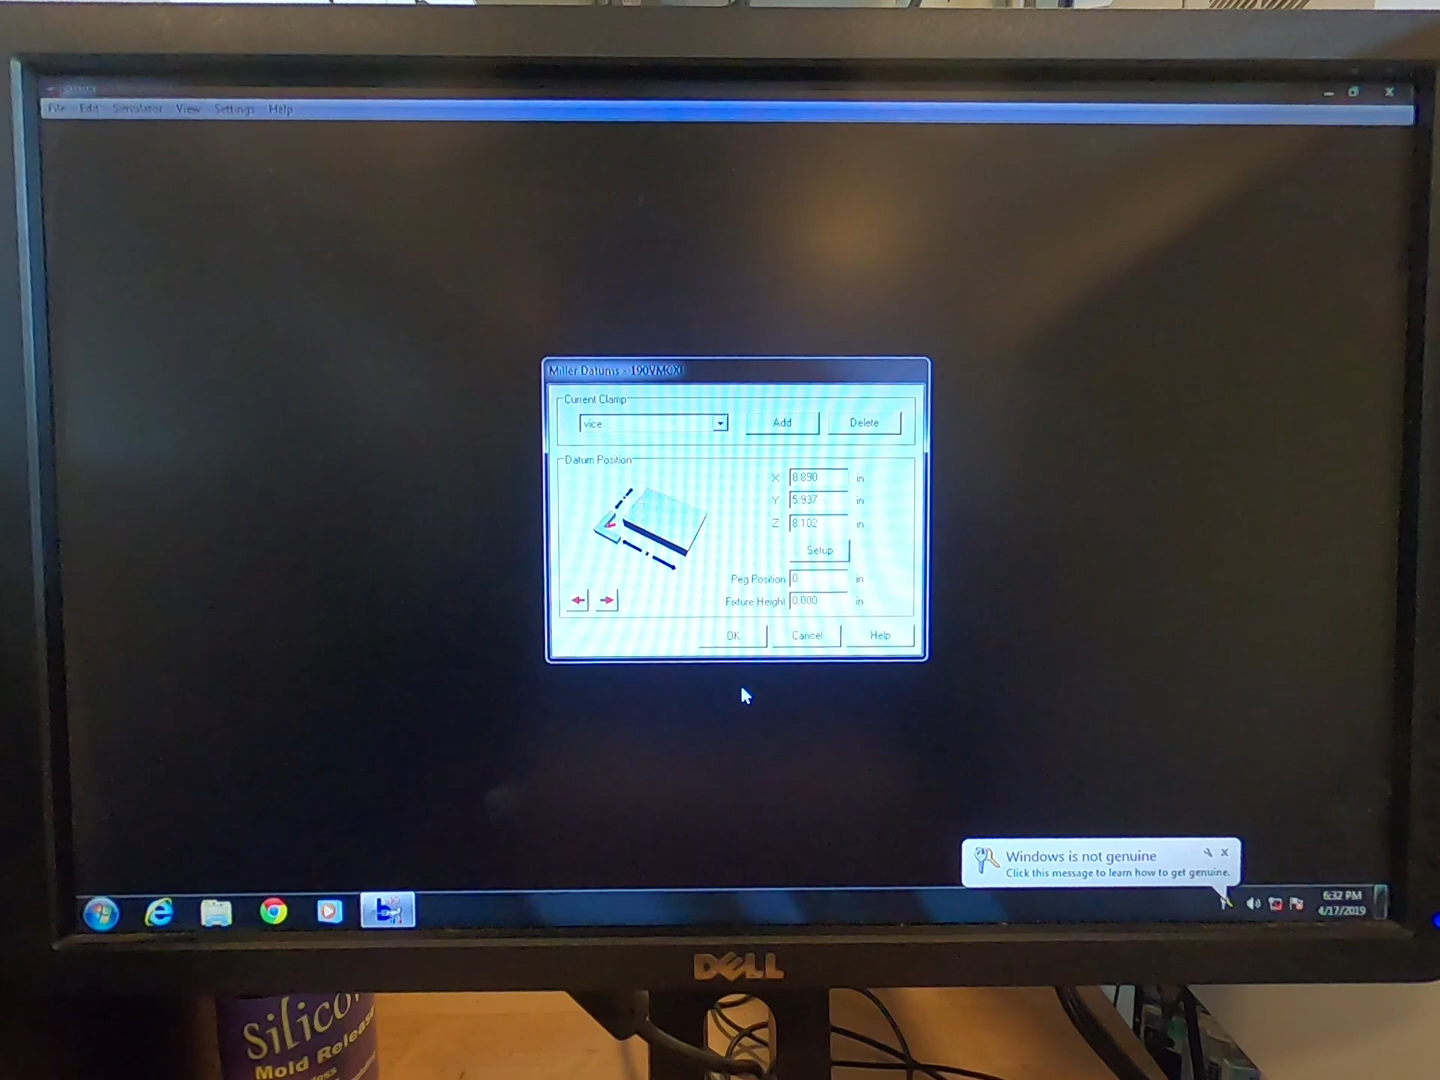 File Edit Simulator View Settings Help
Miller Datums - 190VMCXI
Current Clamp
vice
Add
Delete
Datum Position
X 8.890 in
Y 5.937 in
Z 8.102 in
Setup
Peg Position 0 in
Fixture Height 0.000 in
OK
Cancel
Help
Windows is not genuine
Click this message to learn how to get genuine.
6:32 PM
4/17/2019
DELL
Silicon
Mold Release